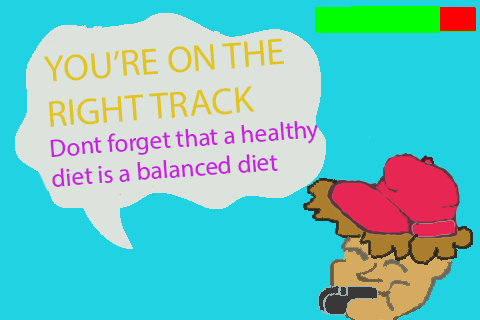 YOU'RE ON THE
RIGHT TRACK
Dont forget that a healthy
diet is a balanced diet